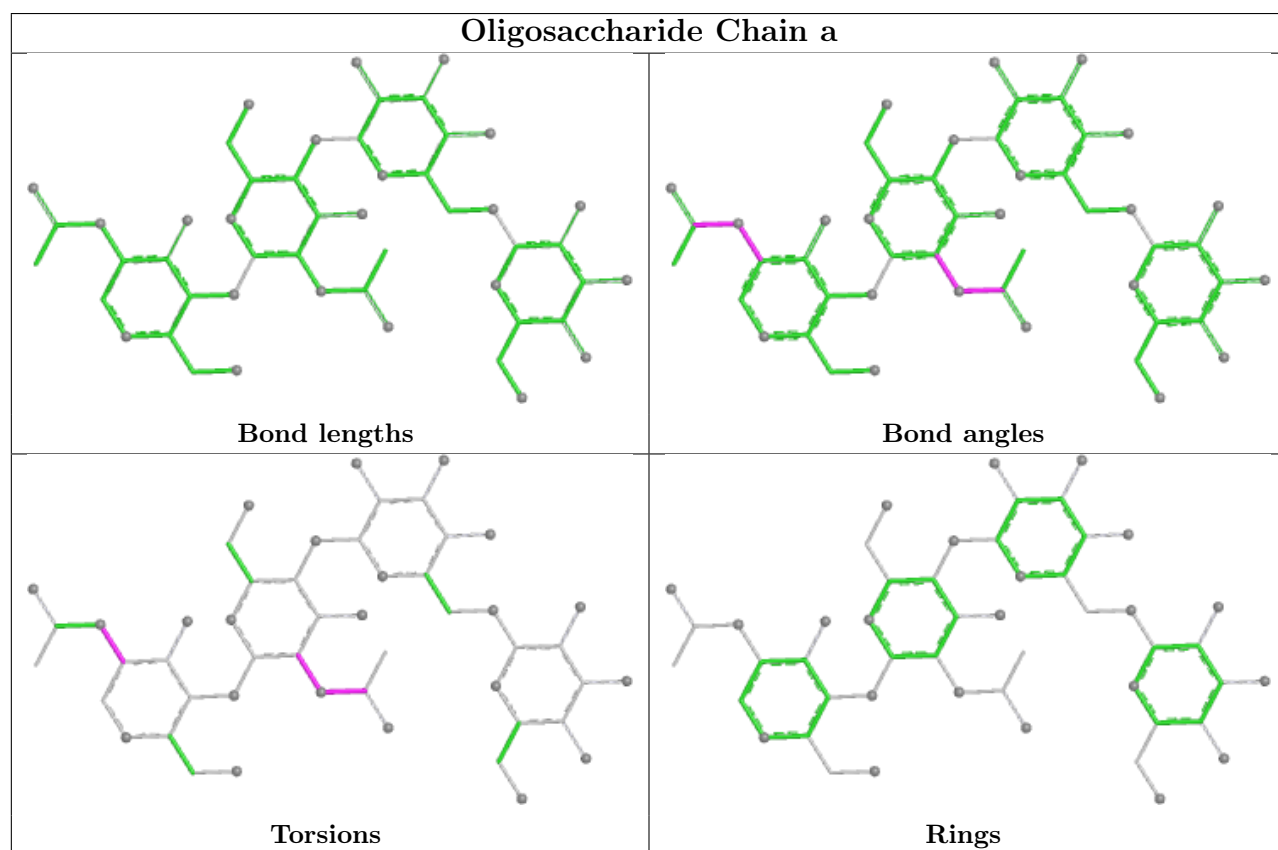 Oligosaccharide Chain a
Bond lengths
Bond angles
Torsions
Rings